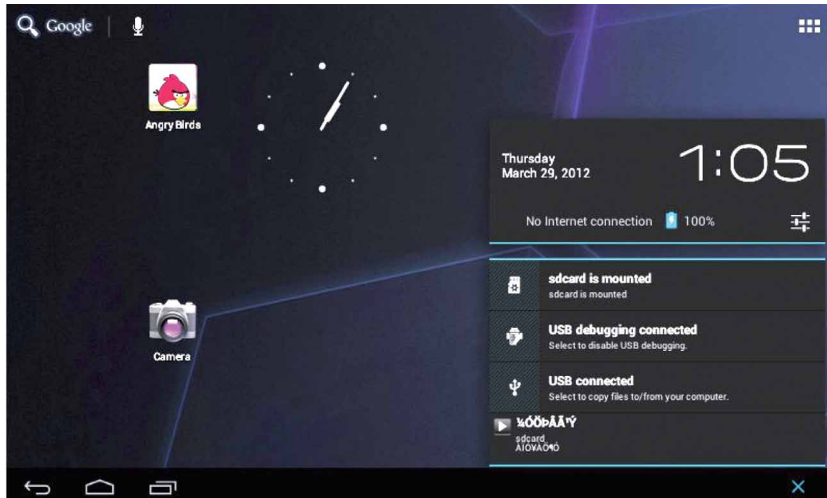 Google
Angry Birds
Camera
Thursday
March 29, 2012
1:05
No Internet connection 100%
sdcard is mounted
sdcard is mounted
USB debugging connected
Select to disable USB debugging.
USB connected
Select to copy files to/from your computer.
sdcard